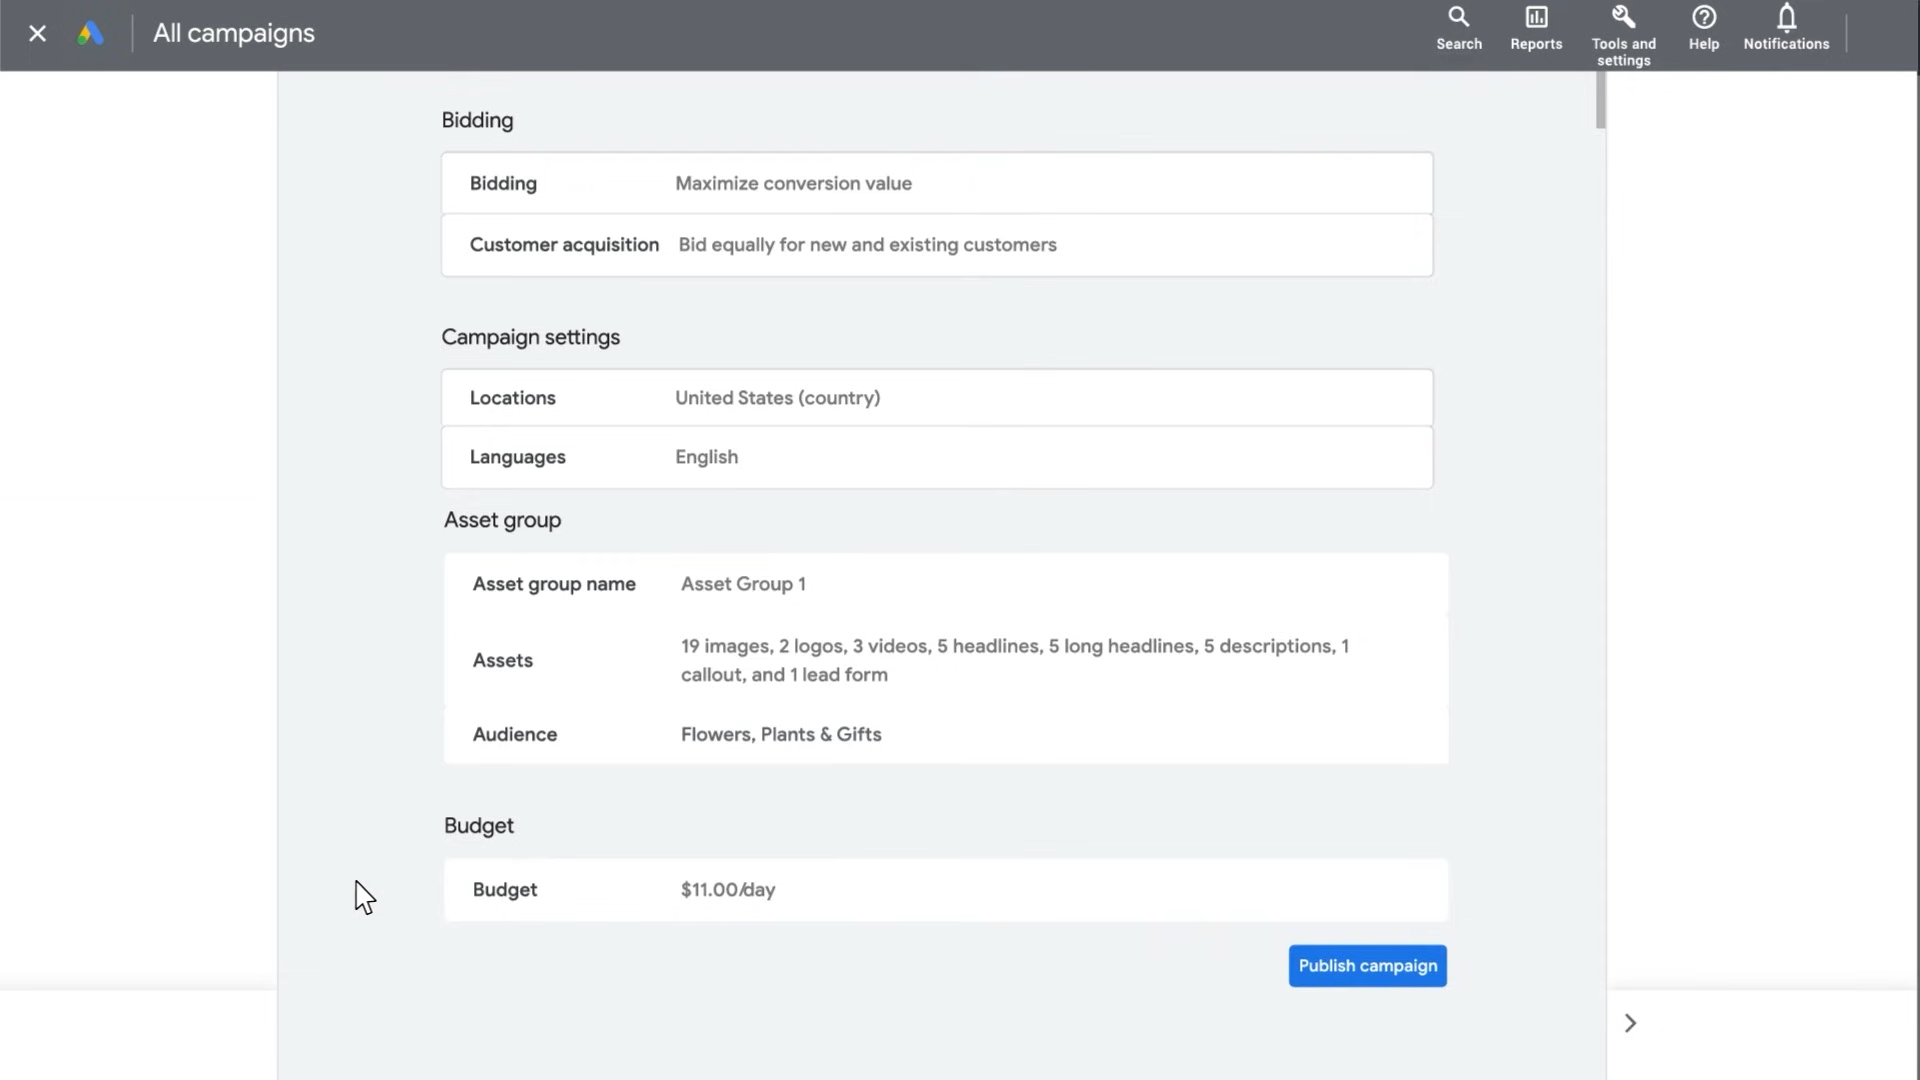 All campaigns
Search
Reports
Tools and
settings
Help
Notifications
Bidding
Bidding Maximize conversion value
Customer acquisition Bid equally for new and existing customers
Campaign settings
Locations United States (country)
Languages English
Asset group
Asset group name Asset Group 1
Assets 19 images, 2 logos, 3 videos, 5 headlines, 5 long headlines, 5 descriptions, 1
callout, and 1 lead form
Audience Flowers, Plants & Gifts
Budget
Budget $11.00/day
Publish campaign